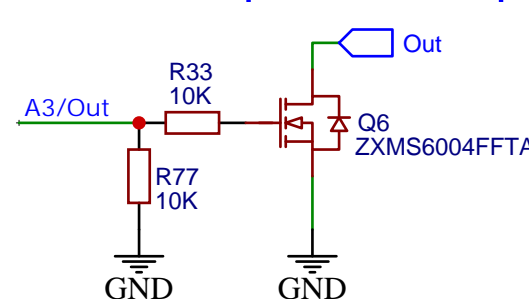 Out
R33
10K
A3/Out
Q6
ZXMS6004FFTA
R77
10K
GND
GND